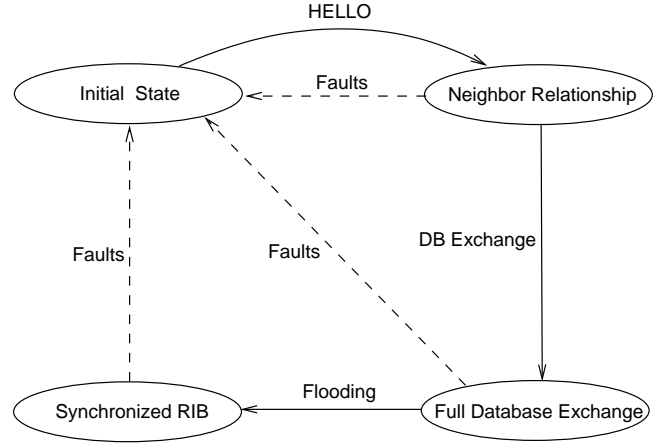 HELLO
Initial State
Faults
Neighbor Relationship
DB Exchange
Faults
Faults
Flooding
Synchronized RIB
Full Database Exchange